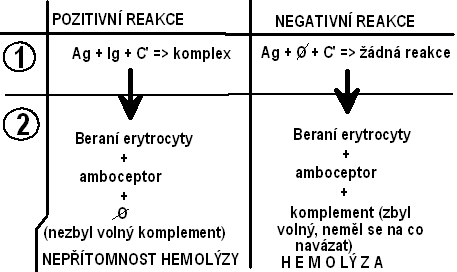 POZITIVNÍ REAKCE
NEGATIVNÍ REAKCE
1
Ag + Ig + C' => komplex
Ag + Ø + C' => žádná reakce
2
Beraní erytrocyty
+
amboceptor
+
Ø
(nezbyl volný komplement)
NEPŘÍTOMNOST HEMOLÝZY
Beraní erytrocyty
+
amboceptor
+
komplement (zbyl
volný, neměl se na co
navázat)
H E M O L Ý Z A